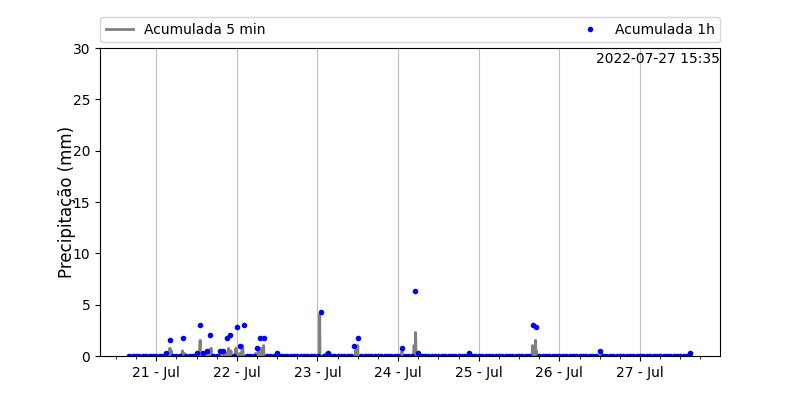 Acumulada 5 min
Acumulada 1h
2022-07-27 15:35
Precipitação (mm)
30
25
20
15
10
5
0
21 - Jul
22 - Jul
23 - Jul
24 - Jul
25 - Jul
26 - Jul
27 - Jul